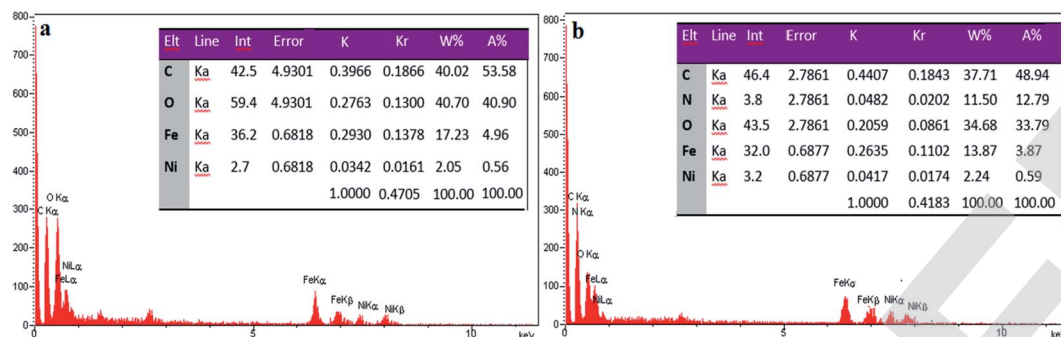 a
Elt Line Int Error K Kr W% A%
C Ka 42.5 4.9301 0.3966 0.1866 40.02 53.58
O Ka 59.4 4.9301 0.2763 0.1300 40.70 40.90
Fe Ka 36.2 0.6818 0.2930 0.1378 17.23 4.96
Ni Ka 2.7 0.6818 0.0342 0.0161 2.05 0.56
1.0000 0.4705 100.00 100.00
800
700
600
500
400
300
200
100
0
O Kα
C Kα
NiLα
FeLα
FeKα
FeKβ
NiKα
NiKβ
0 5 10
keV
b
Elt Line Int Error K Kr W% A%
C Ka 46.4 2.7861 0.4407 0.1843 37.71 48.94
N Ka 3.8 2.7861 0.0482 0.0202 11.50 12.79
O Ka 43.5 2.7861 0.2059 0.0861 34.68 33.79
Fe Ka 32.0 0.6877 0.2635 0.1102 13.87 3.87
Ni Ka 3.2 0.6877 0.0417 0.0174 2.24 0.59
1.0000 0.4183 100.00 100.00
800
700
600
500
400
300
200
100
0
C Kα
N Kα
O Kα
FeLα
NiLα
FeKα
FeKβ
NiKα
NiKβ
0 5 10
keV